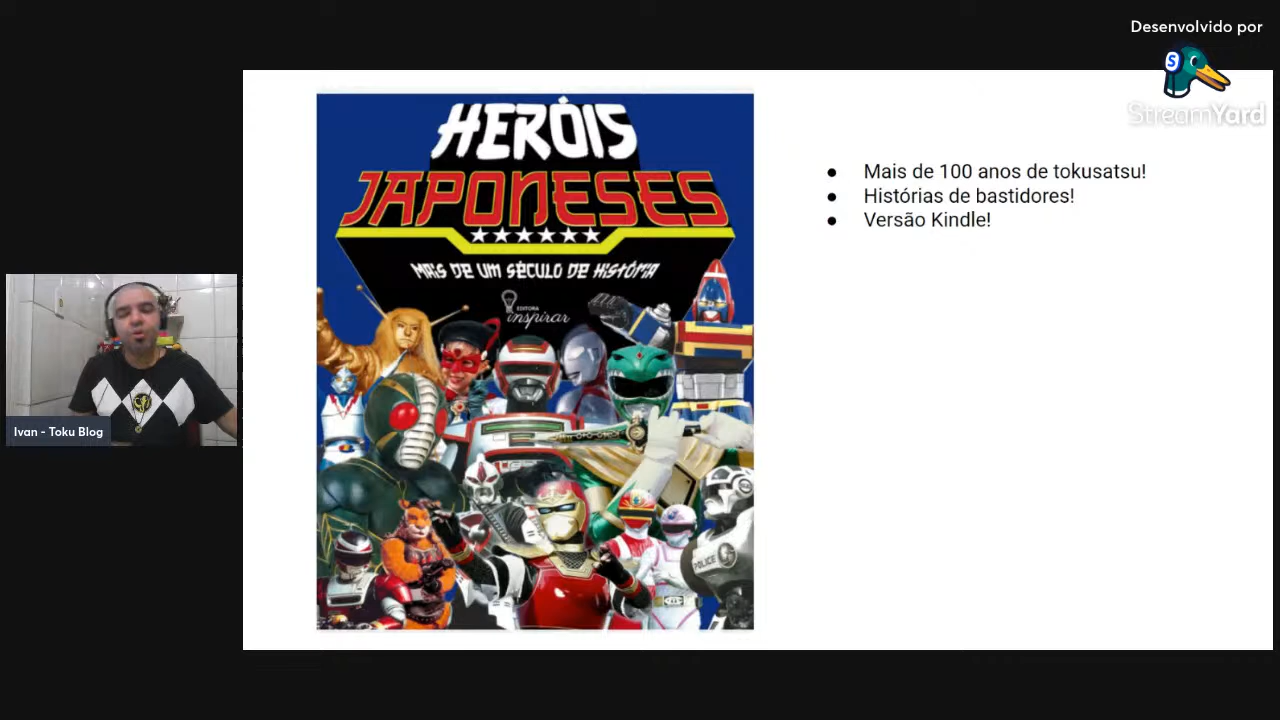 Desenvolvido por
S
StreamYard
HERÓIS
JAPONESES
MAIS DE UM SÉCULO DE HISTÓRIA
EDITORA
inspirar
POLICE
● Mais de 100 anos de tokusatsu!
● Histórias de bastidores!
● Versão Kindle!
Ivan - Toku Blog